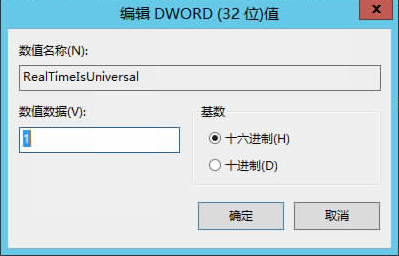 编辑 DWORD (32 位)值
x
数值名称(N):
RealTimeIsUniversal
数值数据(V):
1
基数
十六进制(H)
十进制(D)
确定
取消